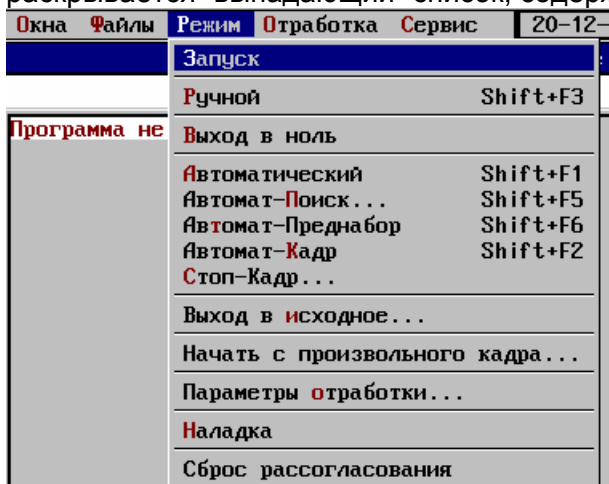 раскрывается выпадающий список, содер
Окна Файлы Режим Отработка Сервис 20-12-
Запуск
Ручной Shift+F3
Программа не
Выход в ноль
Автоматический Shift+F1
Автомат-Поиск... Shift+F5
Автомат-Преднабор Shift+F6
Автомат-Кадр Shift+F2
Стоп-Кадр...
Выход в исходное...
Начать с произвольного кадра...
Параметры отработки...
Наладка
Сброс рассогласования